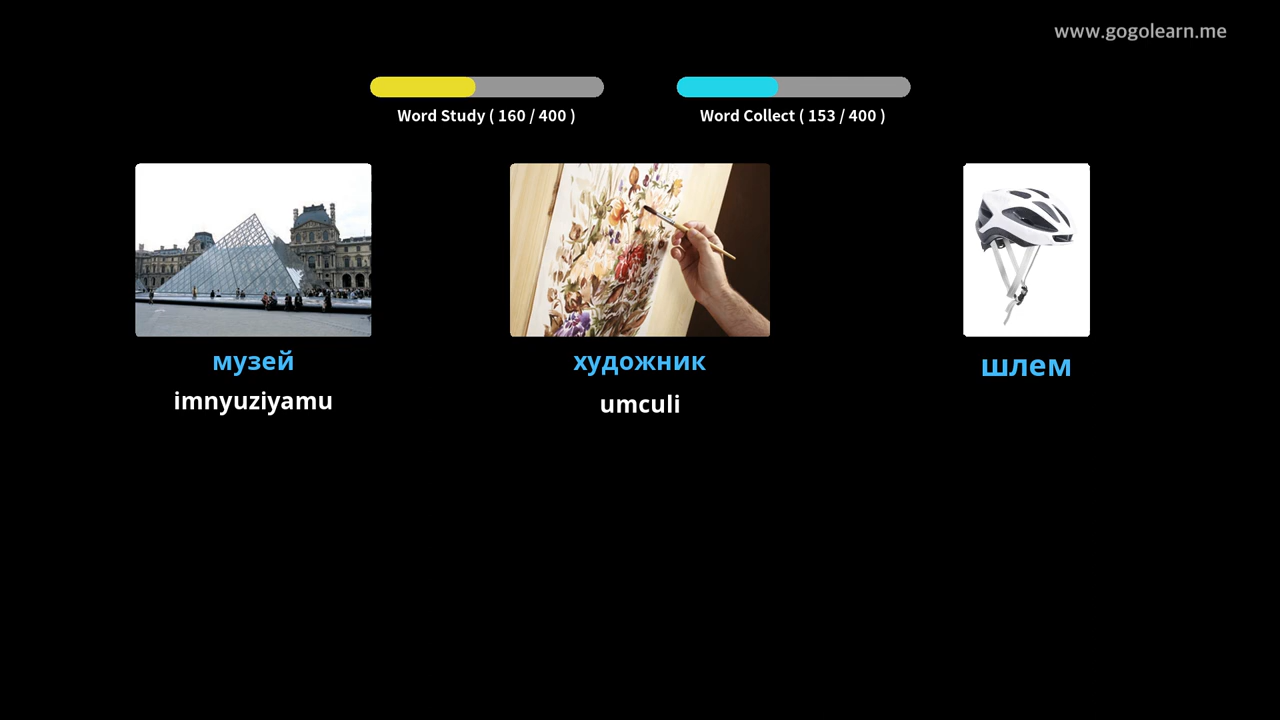 www.gogolearn.me
Word Study ( 160 / 400 )
Word Collect ( 153 / 400 )
музей
художник
шлем
imnyuziyamu
umculi